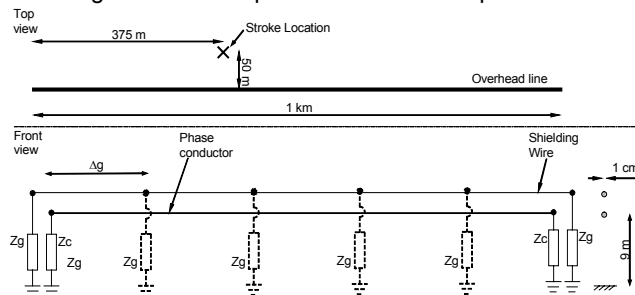 Top
view
375 m
Stroke Location
50 m
Overhead line
1 km
Front
view
Phase
conductor
Shielding
Wire
Δg
1 cm
Zg
Zc
Zg
Zg
Zg
Zg
Zg
Zc
Zg
9 m